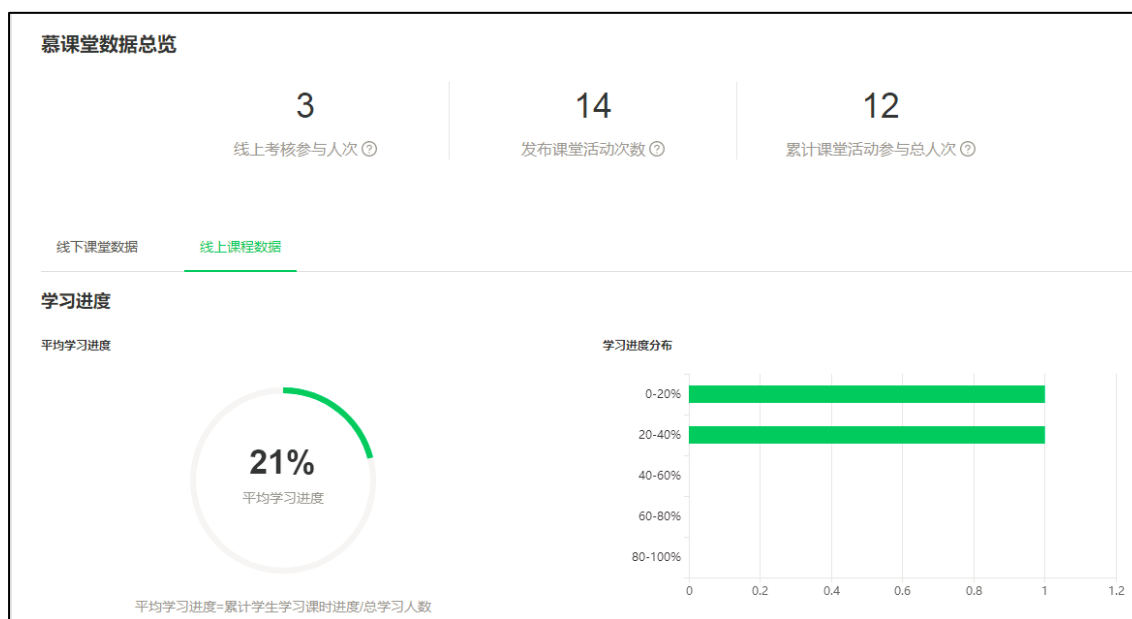 慕课堂数据总览
3
14
12
线上考核参与人次
发布课堂活动次数
累计课堂活动参与总人次
线下课堂数据
线上课程数据
学习进度
平均学习进度
学习进度分布
21%
平均学习进度
平均学习进度=累计学生学习课时进度/总学习人数
0-20%
20-40%
40-60%
60-80%
80-100%
0 0.2 0.4 0.6 0.8 1 1.2